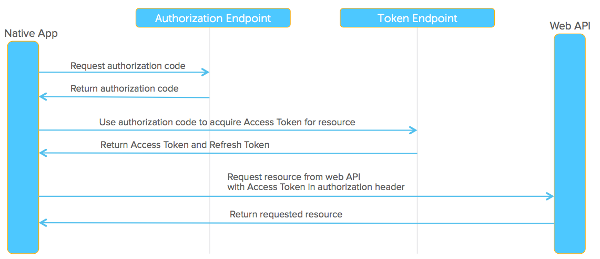 Authorization Endpoint
Token Endpoint
Web API
Native App
Request authorization code
Return authorization code
Use authorization code to acquire Access Token for resource
Return Access Token and Refresh Token
Request resource from web API
with Access Token in authorization header
Return requested resource